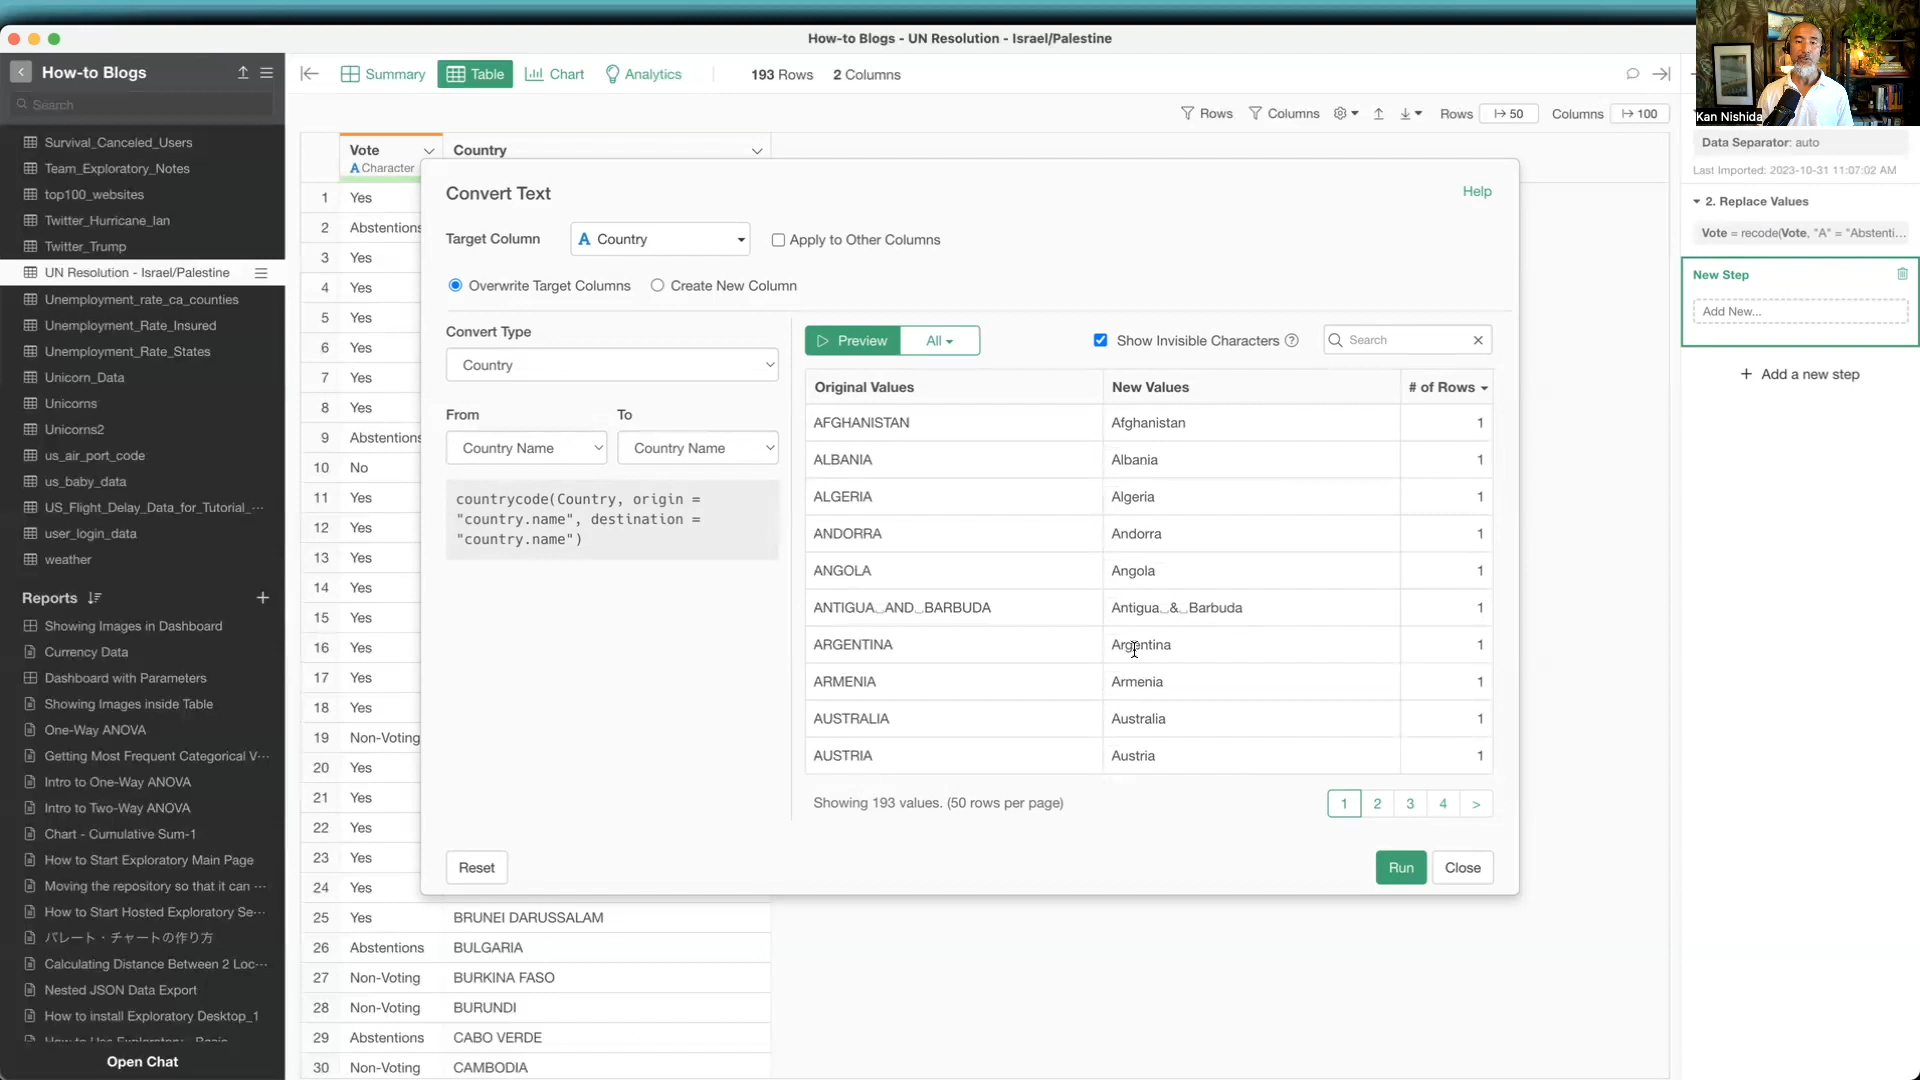 How-to Blogs - UN Resolution - Israel/Palestine
How-to Blogs
Search
Survival_Canceled_Users
Team_Exploratory_Notes
top100_websites
Twitter_Hurricane_Ian
Twitter_Trump
UN Resolution - Israel/Palestine
Unemployment_rate_ca_counties
Unemployment_Rate_Insured
Unemployment_Rate_States
Unicorn_Data
Unicorns
Unicorns2
us_air_port_code
us_baby_data
US_Flight_Delay_Data_for_Tutorial_···
user_login_data
weather
Reports
Showing Images in Dashboard
Currency Data
Dashboard with Parameters
Showing Images inside Table
One-Way ANOVA
Getting Most Frequent Categorical V···
Intro to One-Way ANOVA
Intro to Two-Way ANOVA
Chart - Cumulative Sum-1
How to Start Exploratory Main Page
Moving the repository so that it can ···
How to Start Hosted Exploratory Se···
パレート・チャートの作り方
Calculating Distance Between 2 Loc···
Nested JSON Data Export
How to install Exploratory Desktop_1
Open Chat
Summary Table Chart Analytics 193 Rows 2 Columns
Rows Columns Rows 50 Columns 100
Vote Country
A Character
1 Yes
2 Abstentions
3 Yes
4 Yes
5 Yes
6 Yes
7 Yes
8 Yes
9 Abstentions
10 No
11 Yes
12 Yes
13 Yes
14 Yes
15 Yes
16 Yes
17 Yes
18 Yes
19 Non-Voting
20 Yes
21 Yes
22 Yes
23 Yes
24 Yes
25 Yes BRUNEI DARUSSALAM
26 Abstentions BULGARIA
27 Non-Voting BURKINA FASO
28 Non-Voting BURUNDI
29 Abstentions CABO VERDE
30 Non-Voting CAMBODIA
Convert Text
Help
Target Column A Country Apply to Other Columns
Overwrite Target Columns Create New Column
Convert Type
Country
From To
Country Name Country Name
countrycode(Country, origin =
"country.name", destination =
"country.name")
Preview All Show Invisible Characters ? Search
Original Values New Values # of Rows
AFGHANISTAN Afghanistan 1
ALBANIA Albania 1
ALGERIA Algeria 1
ANDORRA Andorra 1
ANGOLA Angola 1
ANTIGUA⎵AND⎵BARBUDA Antigua⎵&⎵Barbuda 1
ARGENTINA Argentina 1
ARMENIA Armenia 1
AUSTRALIA Australia 1
AUSTRIA Austria 1
Showing 193 values. (50 rows per page)
1 2 3 4 >
Reset Run Close
Kan Nishida
Data Separator: auto
Last Imported: 2023-10-31 11:07:02 AM
2. Replace Values
Vote = recode(Vote, "A" = "Abstenti...
New Step
Add New...
+ Add a new step